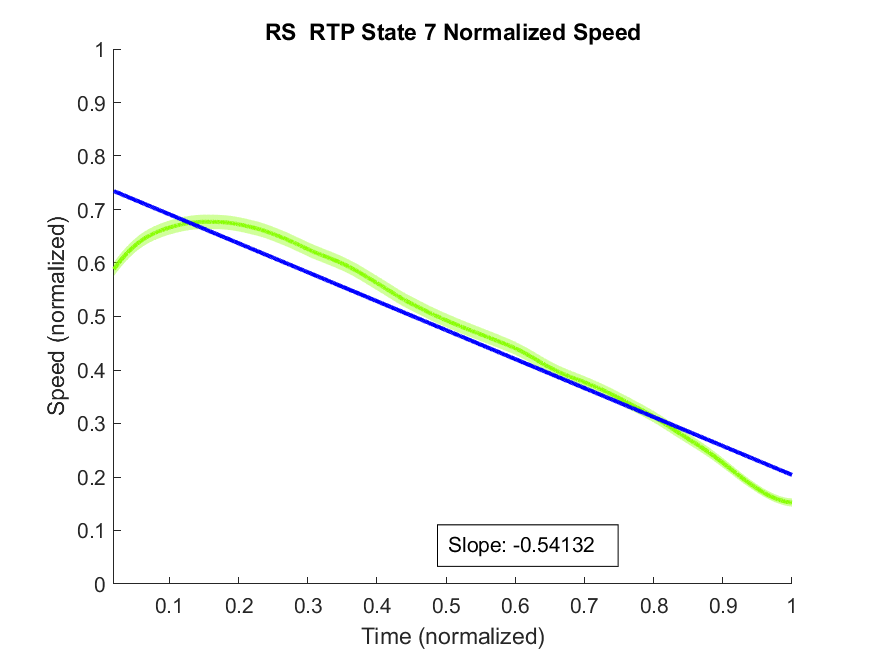 RS  RTP State 7 Normalized Speed
1
0.9
0.8
0.7
0.6
0.5
0.4
0.3
0.2
0.1
0
Speed (normalized)
Slope: -0.54132
0.1 0.2 0.3 0.4 0.5 0.6 0.7 0.8 0.9 1
Time (normalized)